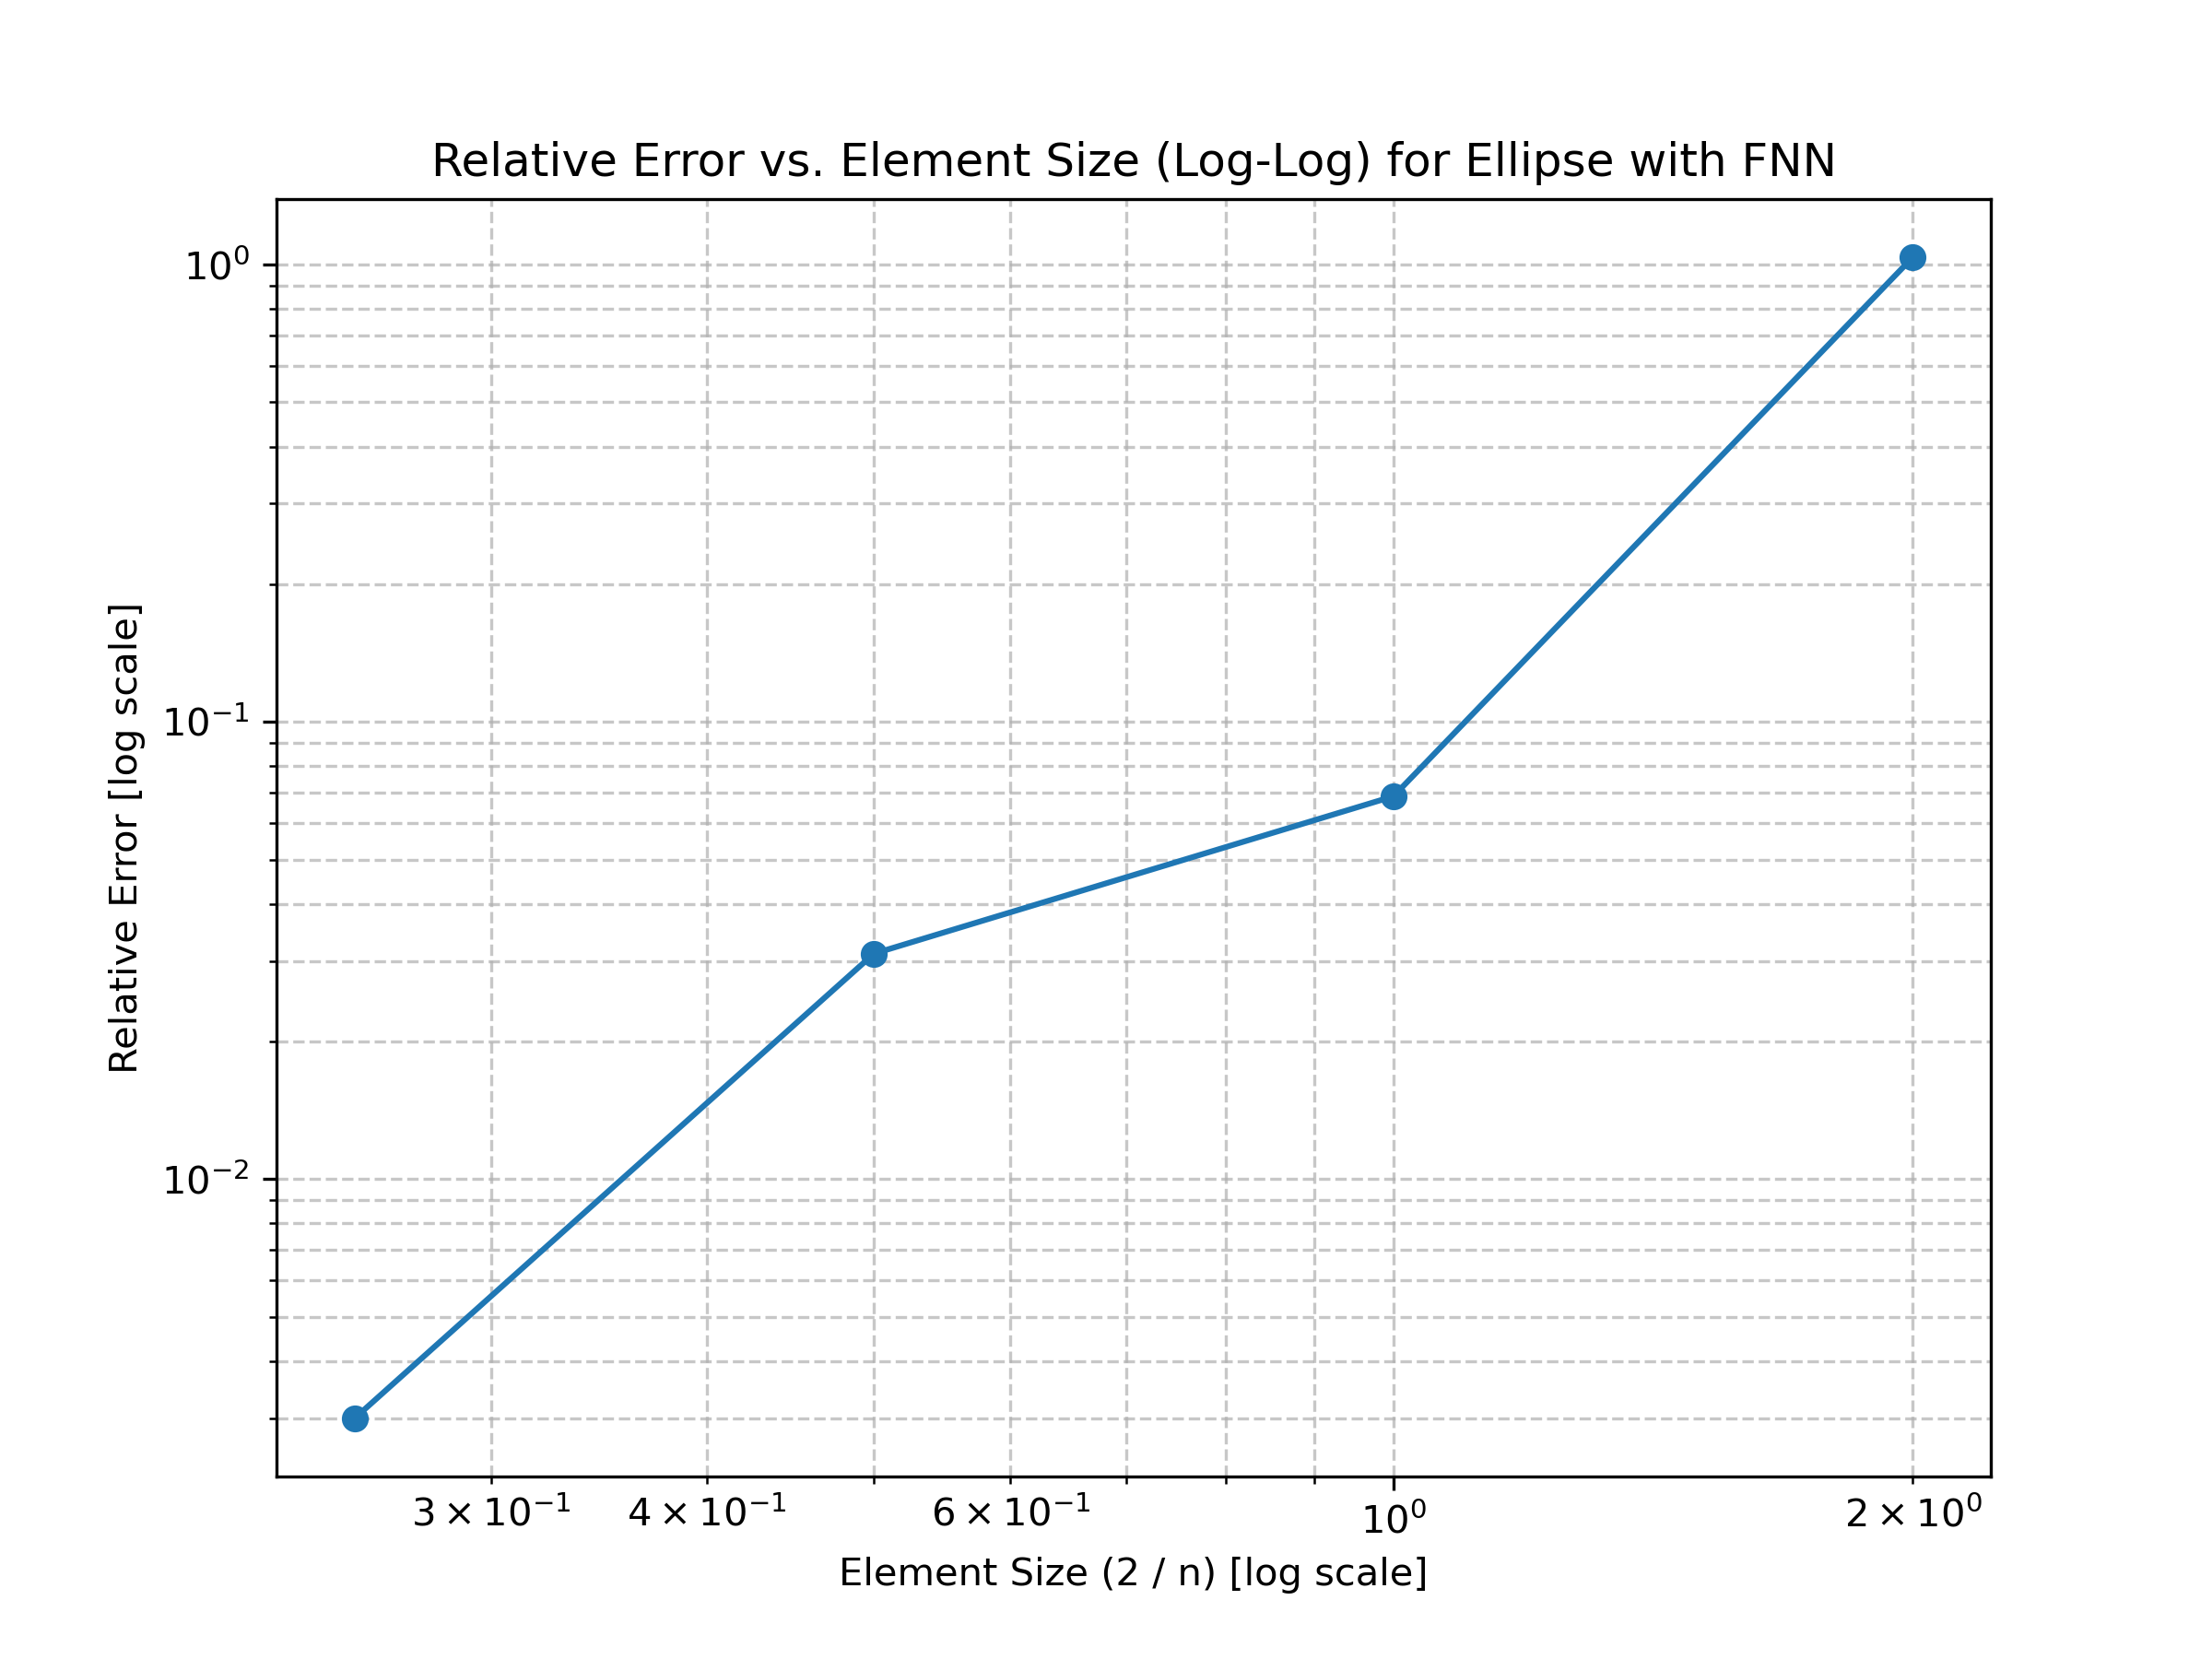 Relative Error vs. Element Size (Log-Log) for Ellipse with FNN
Relative Error [log scale]
10⁰
10⁻¹
10⁻²
3 × 10⁻¹
4 × 10⁻¹
6 × 10⁻¹
10⁰
2 × 10⁰
Element Size (2 / n) [log scale]